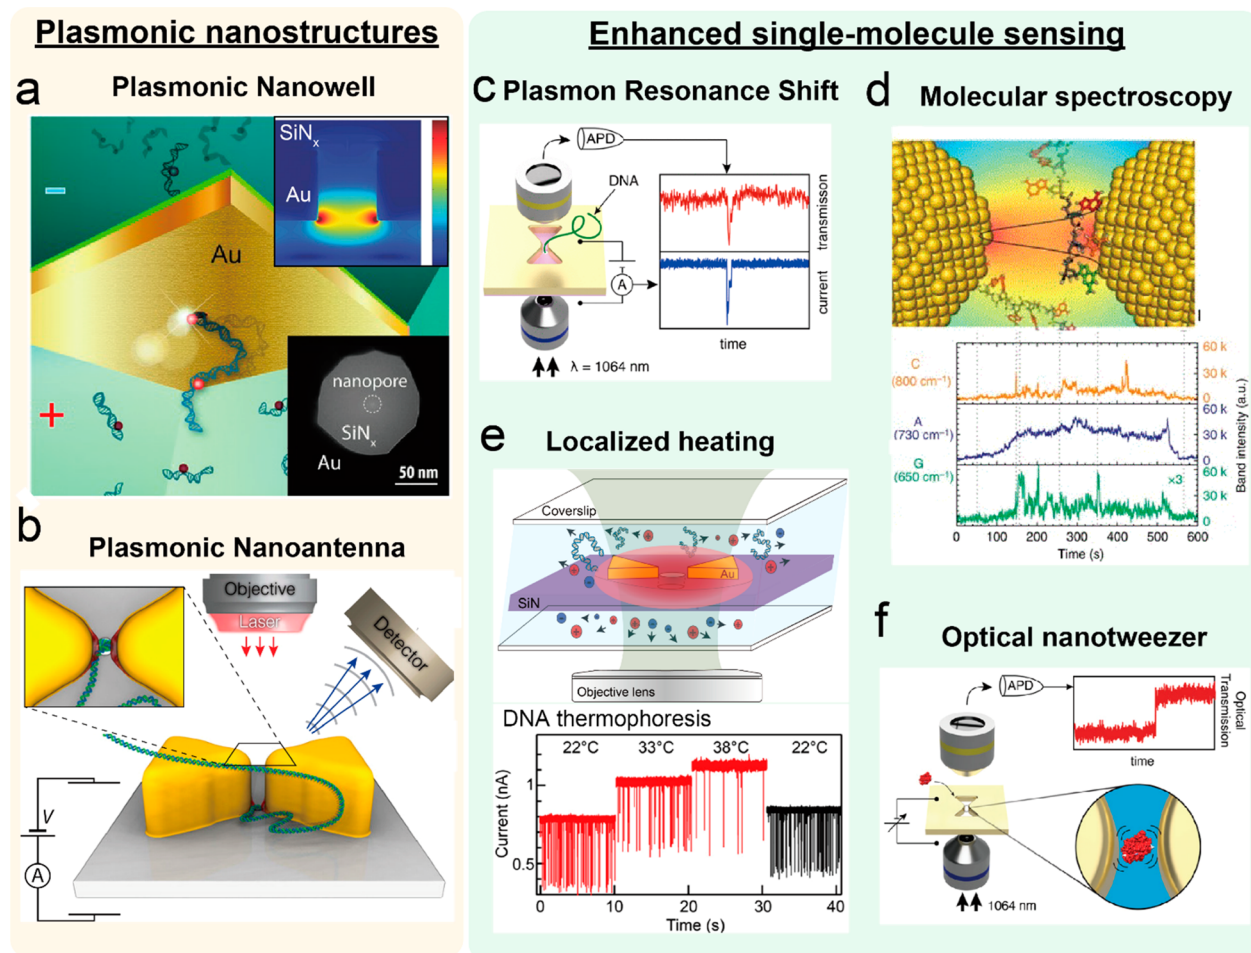 Plasmonic nanostructures
Enhanced single-molecule sensing
a
Plasmonic Nanowell
SiNx
Au
−
Au
+
nanopore
SiNx
Au
50 nm
b
Plasmonic Nanoantenna
Objective
Laser
Detector
V
A
c Plasmon Resonance Shift
APD
DNA
A
transmisson
current
time
λ = 1064 nm
d
Molecular spectroscopy
C
(800 cm−1)
60 k
30 k
0
A
(730 cm−1)
60 k
30 k
0
G
(650 cm−1)
×3
60 k
30 k
0
Band intensity (a.u.)
0 100 200 300 400 500 600
Time (s)
e
Localized heating
Coverslip
Au
SiN
Objective lens
DNA thermophoresis
22°C 33°C 38°C 22°C
Current (nA)
1
0.5
0 10 20 30 40
Time (s)
f
Optical nanotweezer
APD
Optical
Transmission
time
1064 nm